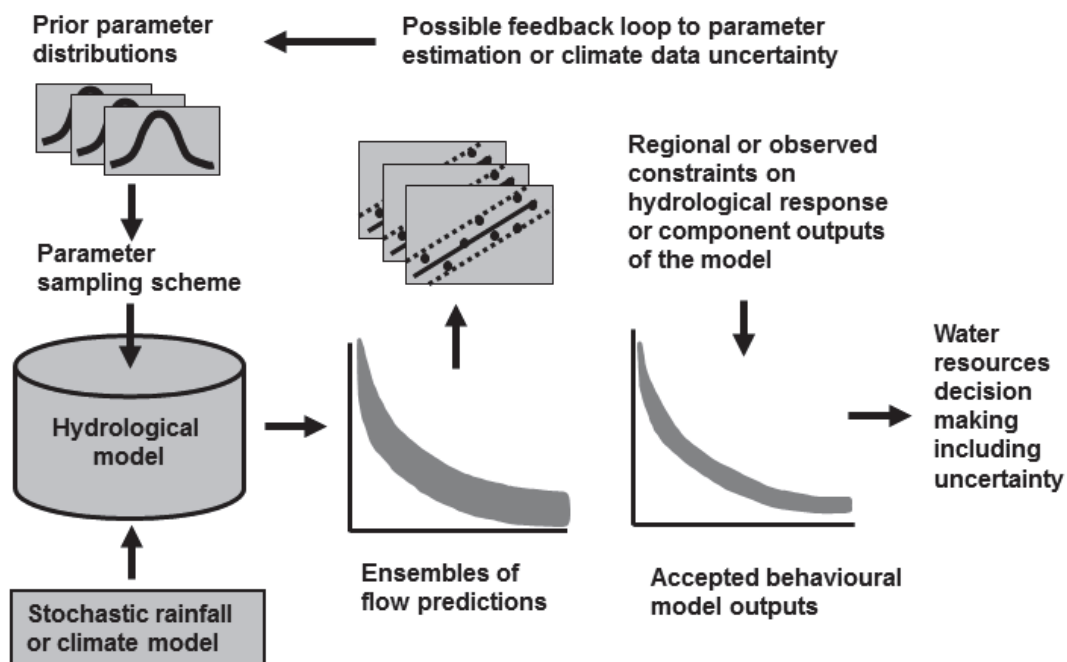 Prior parameter
distributions
Possible feedback loop to parameter
estimation or climate data uncertainty
Parameter
sampling scheme
Hydrological
model
Stochastic rainfall
or climate model
Ensembles of
flow predictions
Regional or observed
constraints on
hydrological response
or component outputs
of the model
Accepted behavioural
model outputs
Water
resources
decision
making
including
uncertainty